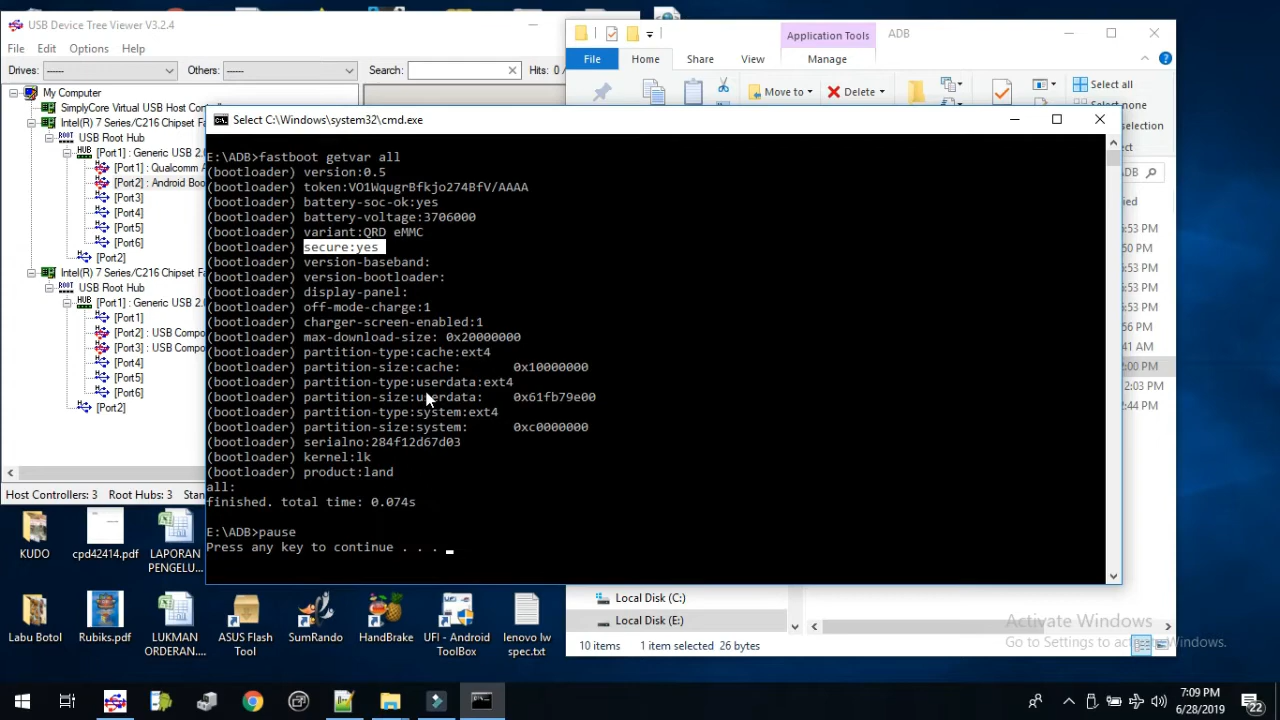 USB Device Tree Viewer V3.2.4
File Edit Options Help
Drives: ------ Others: ------ Search: Hits: 0 /
My Computer
SimplyCore Virtual USB Host
Intel(R) 7 Series/C216 Chipset
USB Root Hub
[Port1] : Generic USB
[Port1] : Qualcomm
[Port2] : Android
[Port3]
[Port4]
[Port5]
[Port6]
[Port2]
Intel(R) 7 Series/C216 Chipset
USB Root Hub
[Port1] : Generic USB
[Port1]
[Port2] : USB
[Port3] : USB
[Port4]
[Port5]
[Port6]
[Port2]
Host Controllers: 3 Root Hubs: 3
Application Tools ADB
File Home Share View Manage
Move to Delete Select all
Select none
selection
Select C:\Windows\system32\cmd.exe
E:\ADB>fastboot getvar all
(bootloader) version:0.5
(bootloader) token:VO1WqugrBfkjo274BfV/AAAA
(bootloader) battery-soc-ok:yes
(bootloader) battery-voltage:3706000
(bootloader) variant:QRD eMMC
(bootloader) secure:yes
(bootloader) version-baseband:
(bootloader) version-bootloader:
(bootloader) display-panel:
(bootloader) off-mode-charge:1
(bootloader) charger-screen-enabled:1
(bootloader) max-download-size: 0x20000000
(bootloader) partition-type:cache:ext4
(bootloader) partition-size:cache: 0x10000000
(bootloader) partition-type:userdata:ext4
(bootloader) partition-size:userdata: 0x61fb79e00
(bootloader) partition-type:system:ext4
(bootloader) partition-size:system: 0xc0000000
(bootloader) serialno:284f12d67d03
(bootloader) kernel:lk
(bootloader) product:land
all:
finished. total time: 0.074s
E:\ADB>pause
Press any key to continue . . .
Local Disk (C:)
Local Disk (E:)
10 items 1 item selected 26 bytes
Activate Windows
Go to Settings to activate Windows.
KUDO
cpd42414.pdf
LAPORAN PENGELU...
Labu Botol
Rubiks.pdf
LUKMAN ORDERAN....
ASUS Flash Tool
SumRando
HandBrake
UFI - Android ToolBox
lenovo lw spec.txt
7:09 PM
6/28/2019
22